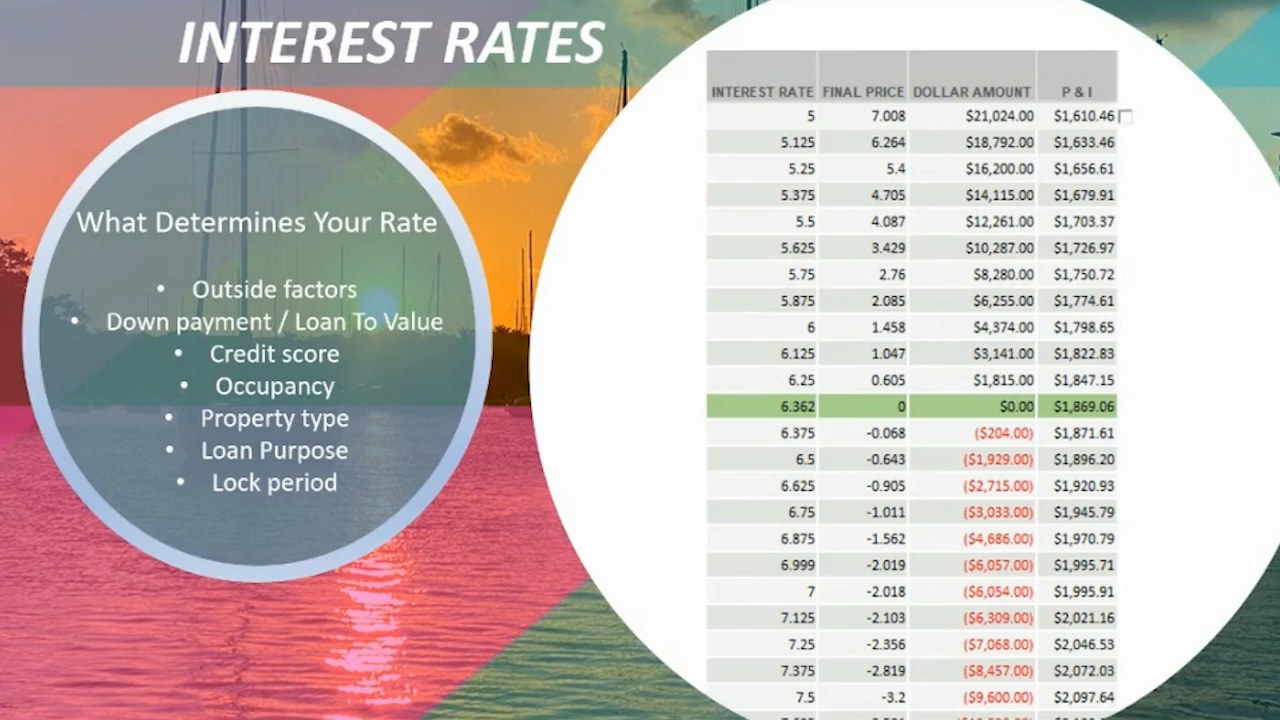 INTEREST RATES
What Determines Your Rate
• Outside factors
• Down payment / Loan To Value
• Credit score
• Occupancy
• Property type
• Loan Purpose
• Lock period
INTEREST RATE FINAL PRICE DOLLAR AMOUNT P & I
5 7.008 $21,024.00 $1,610.46
5.125 6.264 $18,792.00 $1,633.46
5.25 5.4 $16,200.00 $1,656.61
5.375 4.705 $14,115.00 $1,679.91
5.5 4.087 $12,261.00 $1,703.37
5.625 3.429 $10,287.00 $1,726.97
5.75 2.76 $8,280.00 $1,750.72
5.875 2.085 $6,255.00 $1,774.61
6 1.458 $4,374.00 $1,798.65
6.125 1.047 $3,141.00 $1,822.83
6.25 0.605 $1,815.00 $1,847.15
6.362 0 $0.00 $1,869.06
6.375 -0.068 ($204.00) $1,871.61
6.5 -0.643 ($1,929.00) $1,896.20
6.625 -0.905 ($2,715.00) $1,920.93
6.75 -1.011 ($3,033.00) $1,945.79
6.875 -1.562 ($4,686.00) $1,970.79
6.999 -2.019 ($6,057.00) $1,995.71
7 -2.018 ($6,054.00) $1,995.91
7.125 -2.103 ($6,309.00) $2,021.16
7.25 -2.356 ($7,068.00) $2,046.53
7.375 -2.819 ($8,457.00) $2,072.03
7.5 -3.2 ($9,600.00) $2,097.64